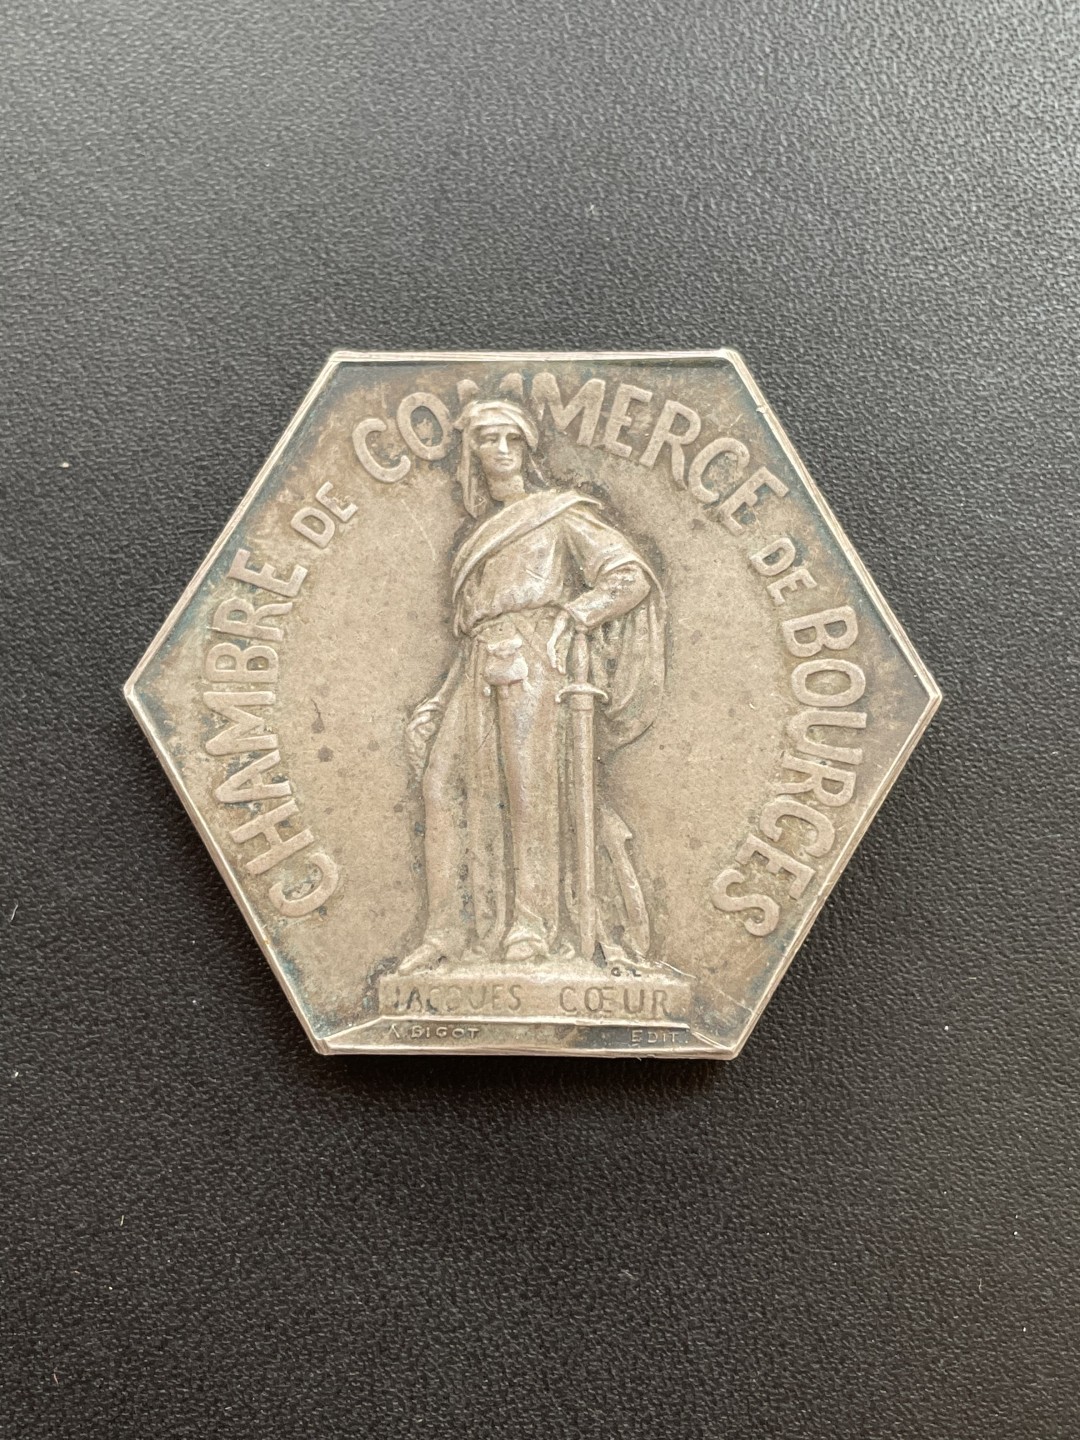 CHAMBRE DE COMMERCE DE BOURGES
G.L
JACQUES CŒUR
A BIGOT EDIT.